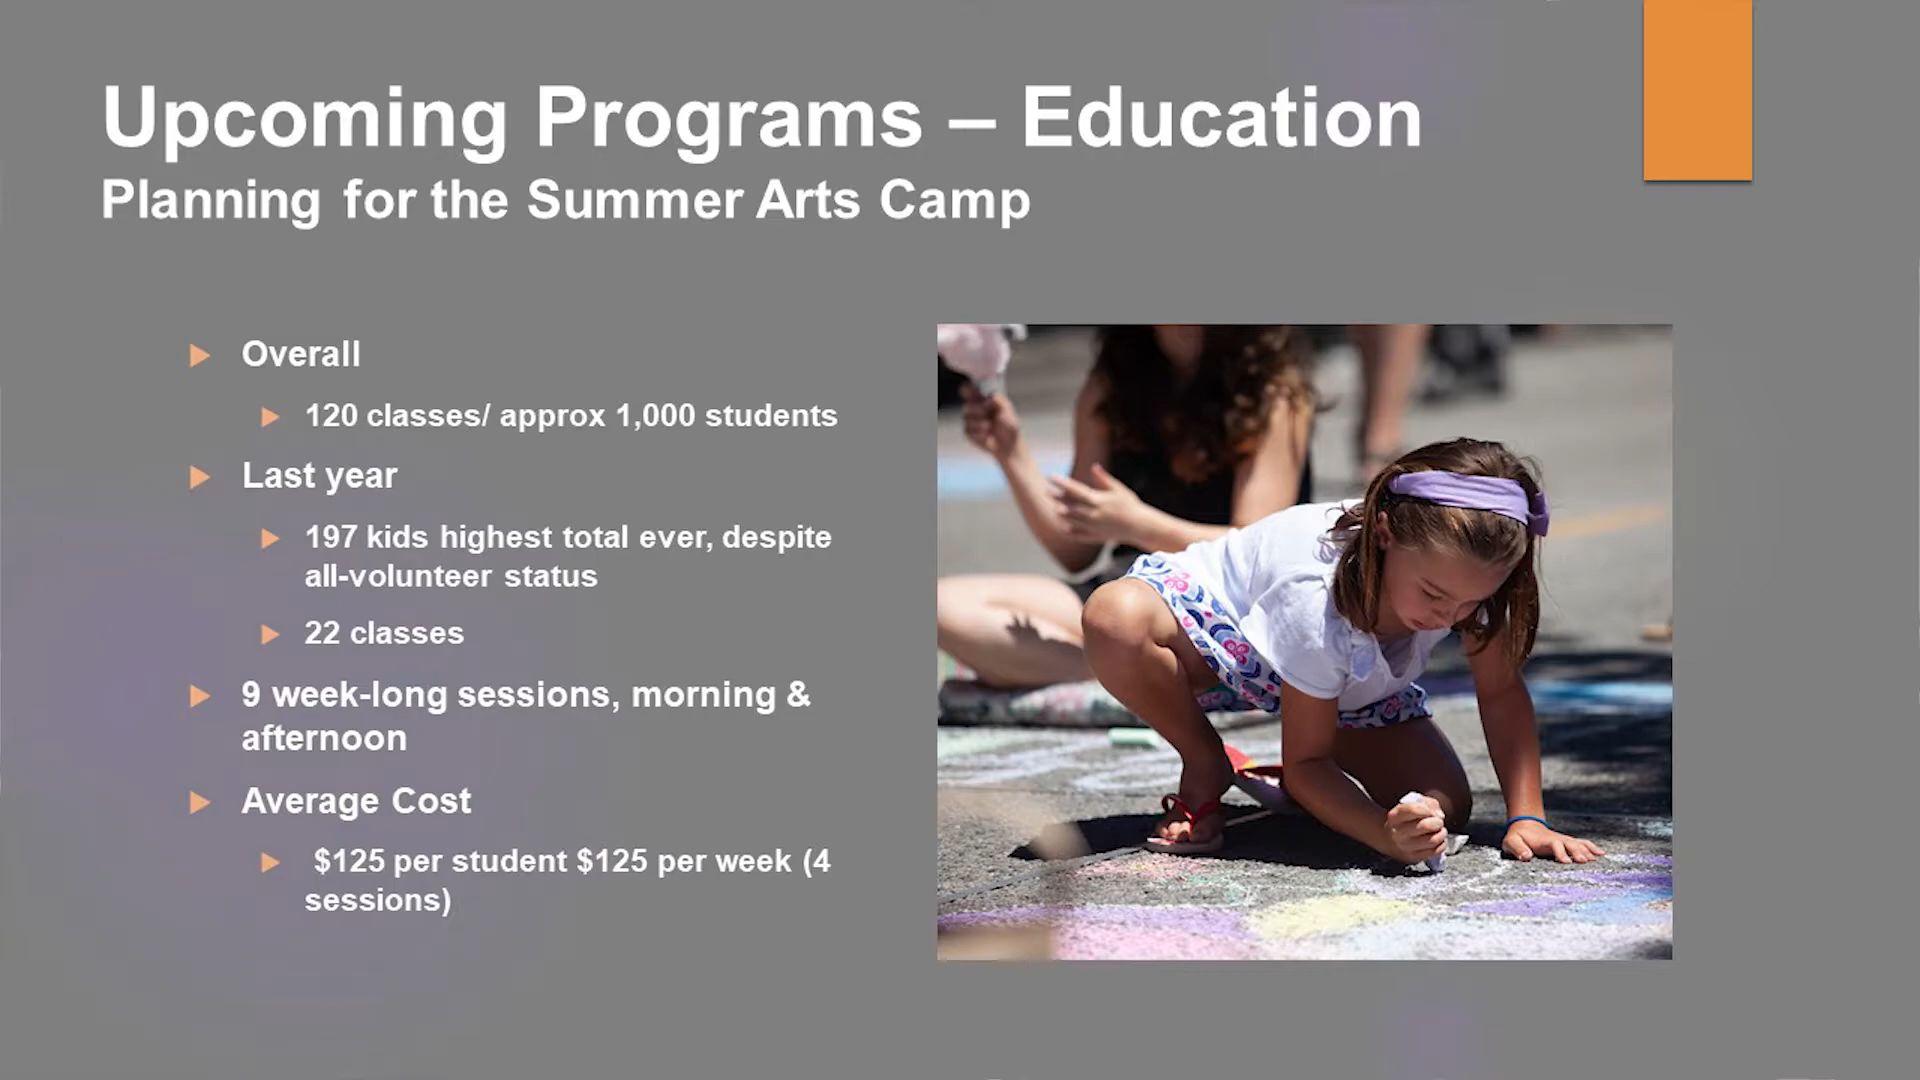 Upcoming Programs – Education
Planning for the Summer Arts Camp
Overall
120 classes/ approx 1,000 students
Last year
197 kids highest total ever, despite
all-volunteer status
22 classes
9 week-long sessions, morning &
afternoon
Average Cost
$125 per student $125 per week (4
sessions)